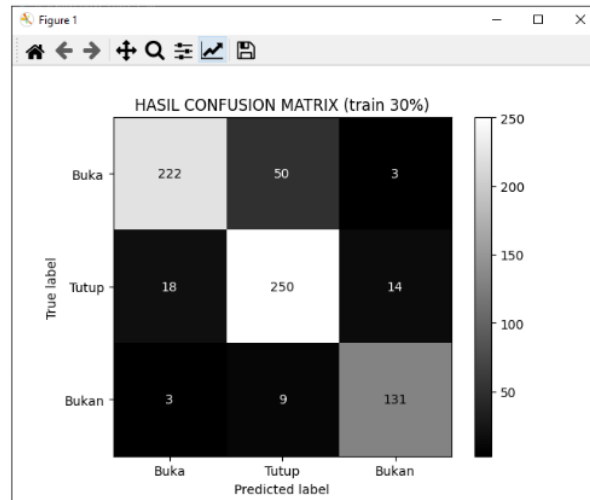 Figure 1
HASIL CONFUSION MATRIX (train 30%)
True label
Buka 222 50 3
Tutup 18 250 14
Bukan 3 9 131
Buka Tutup Bukan
Predicted label
250
200
150
100
50